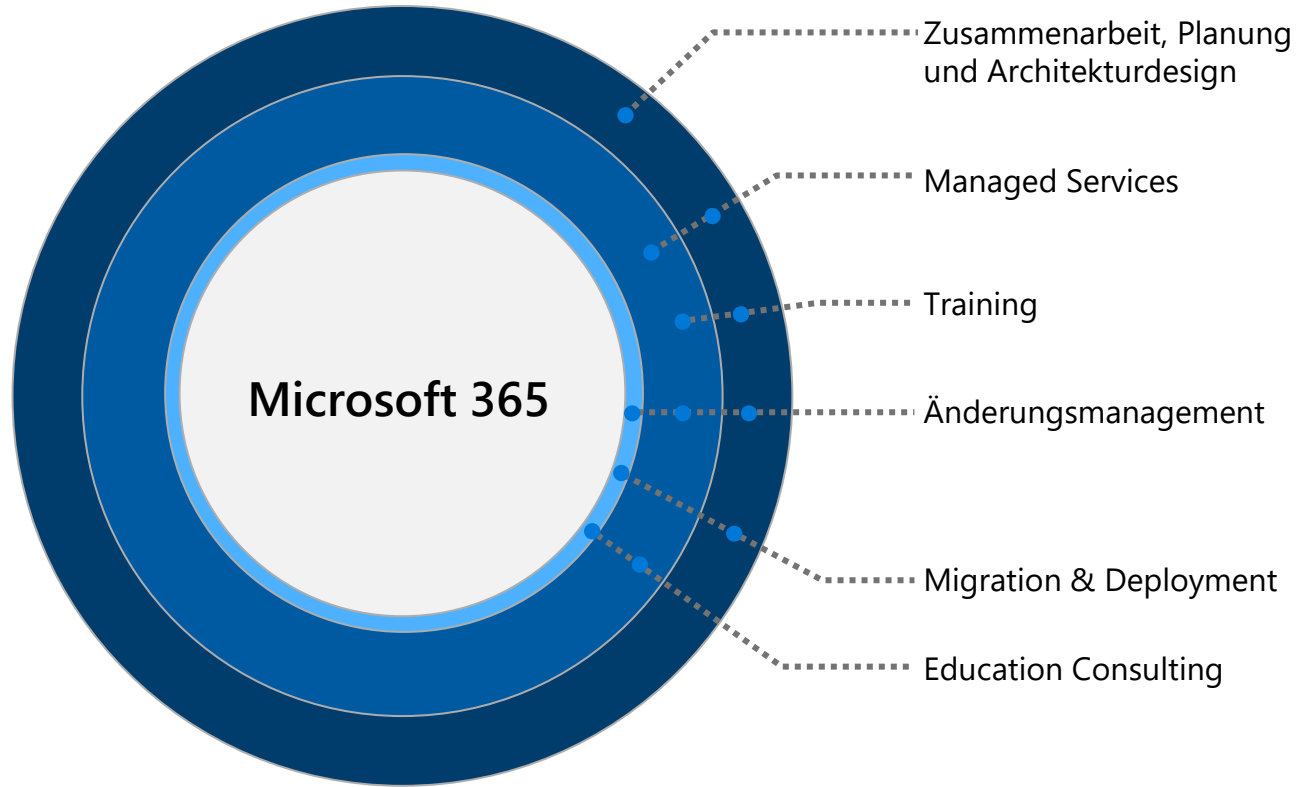 Zusammenarbeit, Planung
und Architekturdesign
Managed Services
Training
Microsoft 365
Änderungsmanagement
Migration & Deployment
Education Consulting